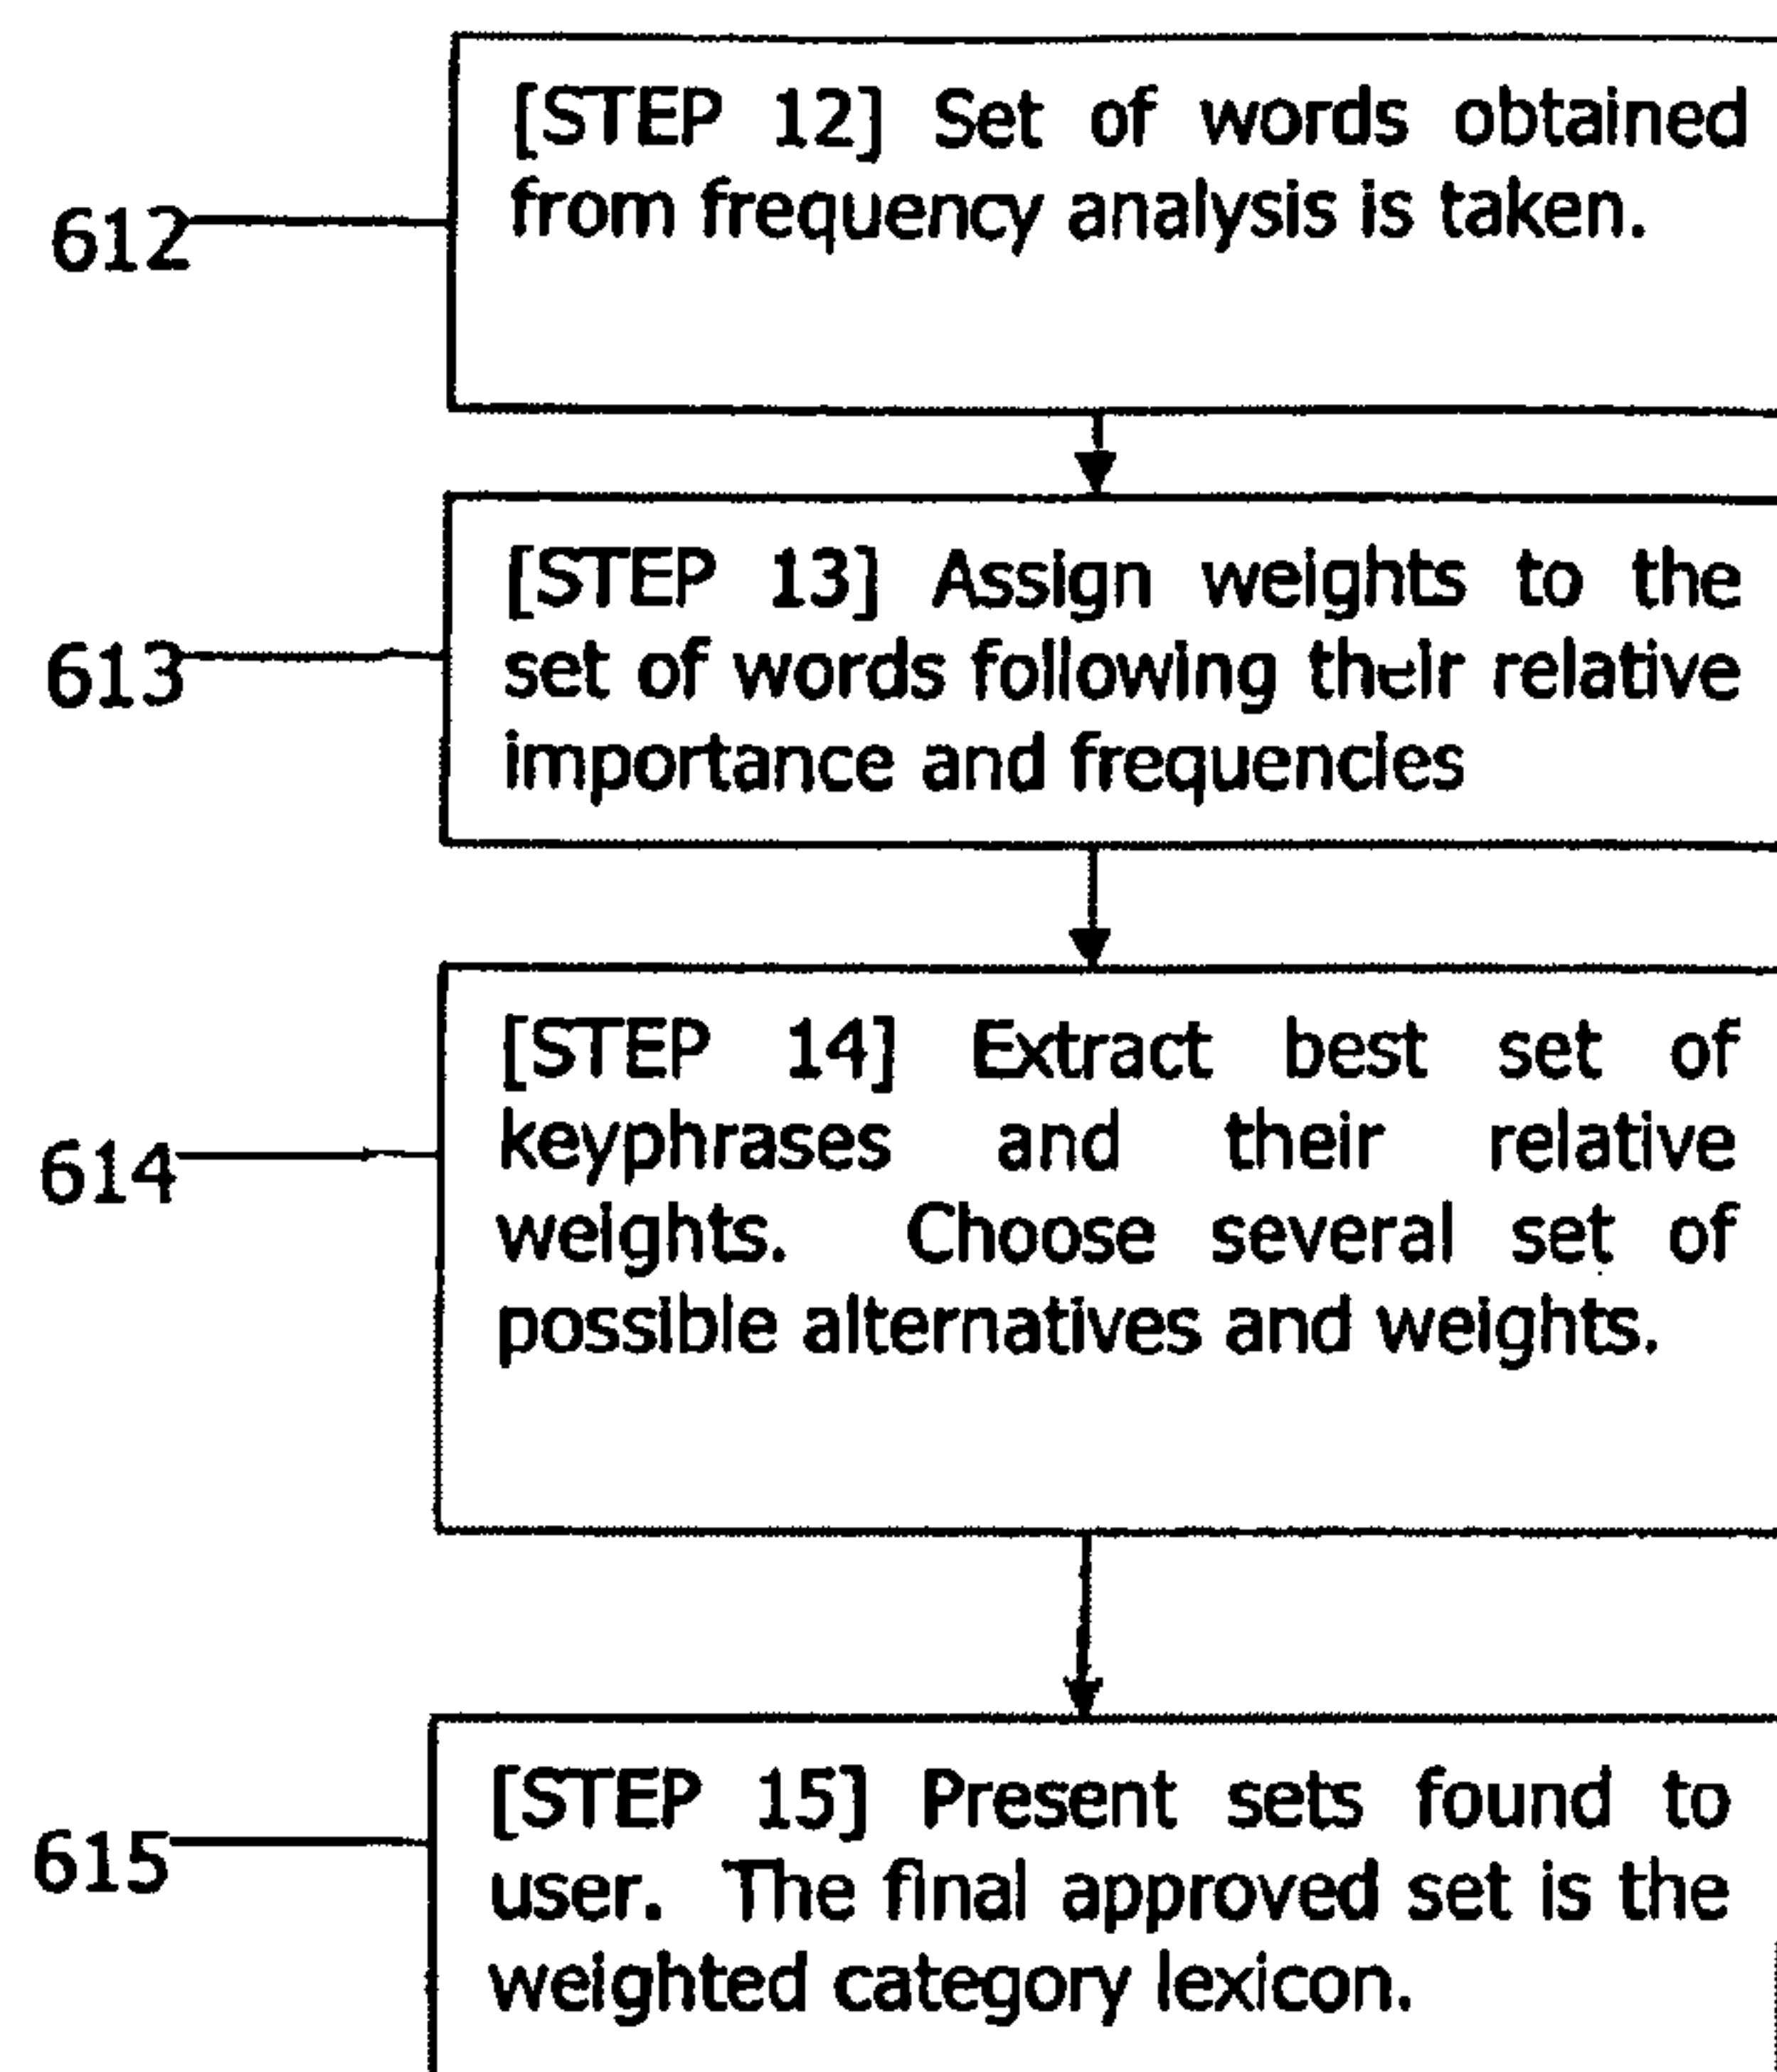 [STEP 12] Set of words obtained
from frequency analysis is taken.
612
[STEP 13] Assign weights to the
set of words following their relative
importance and frequencies
613
[STEP 14] Extract best set of
keyphrases and their relative
weights. Choose several set of
possible alternatives and weights.
614
[STEP 15] Present sets found to
user. The final approved set is the
weighted category lexicon.
615